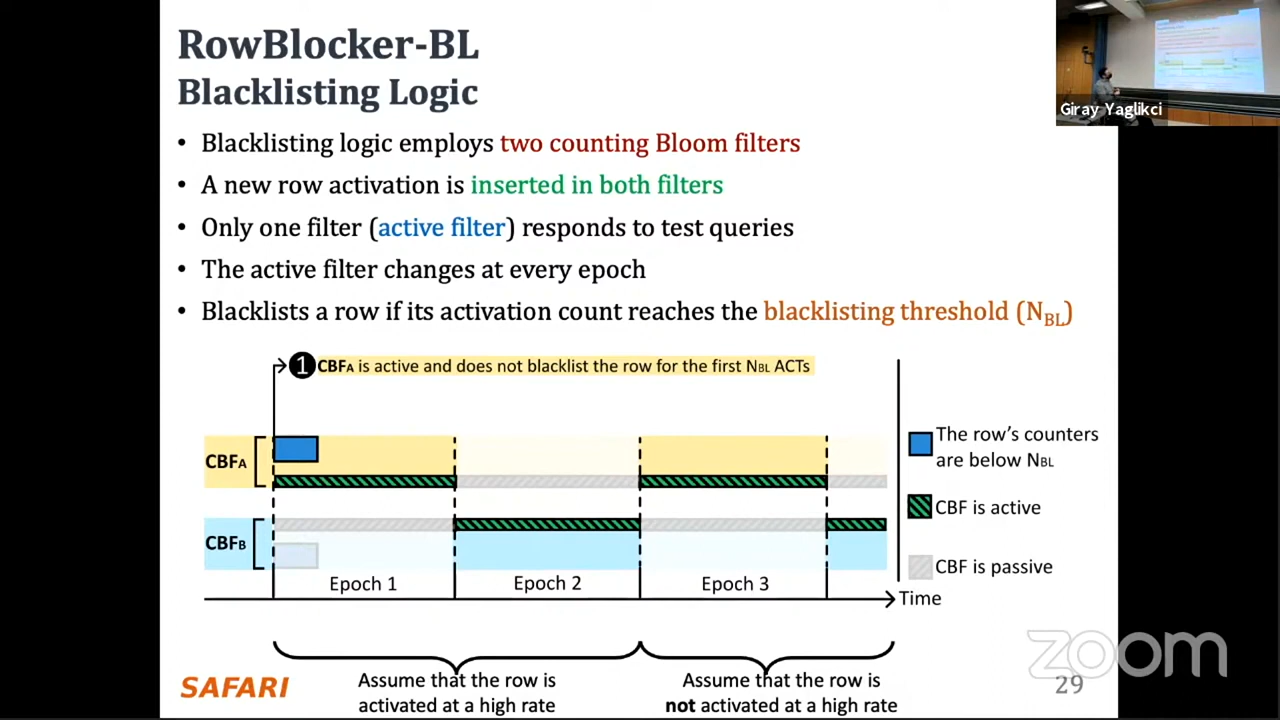 RowBlocker-BL
Blacklisting Logic
Giray Yaglikci
• Blacklisting logic employs two counting Bloom filters
• A new row activation is inserted in both filters
• Only one filter (active filter) responds to test queries
• The active filter changes at every epoch
• Blacklists a row if its activation count reaches the blacklisting threshold (NBL)
1 CBFA is active and does not blacklist the row for the first NBL ACTs
CBFA
CBFB
Epoch 1
Epoch 2
Epoch 3
Time
The row's counters
are below NBL
CBF is active
CBF is passive
Assume that the row is
activated at a high rate
Assume that the row is
not activated at a high rate
SAFARI
29
zoom